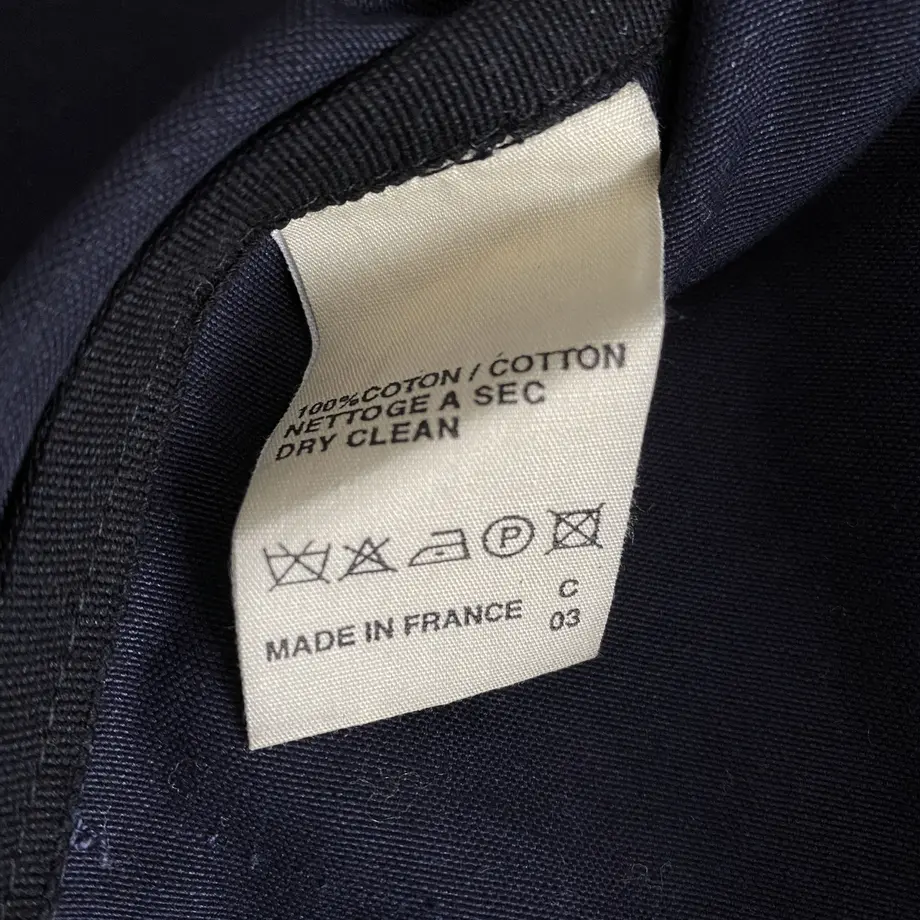 100%COTON / COTTON
NETTOGE A SEC
DRY CLEAN
P
MADE IN FRANCE
C
03